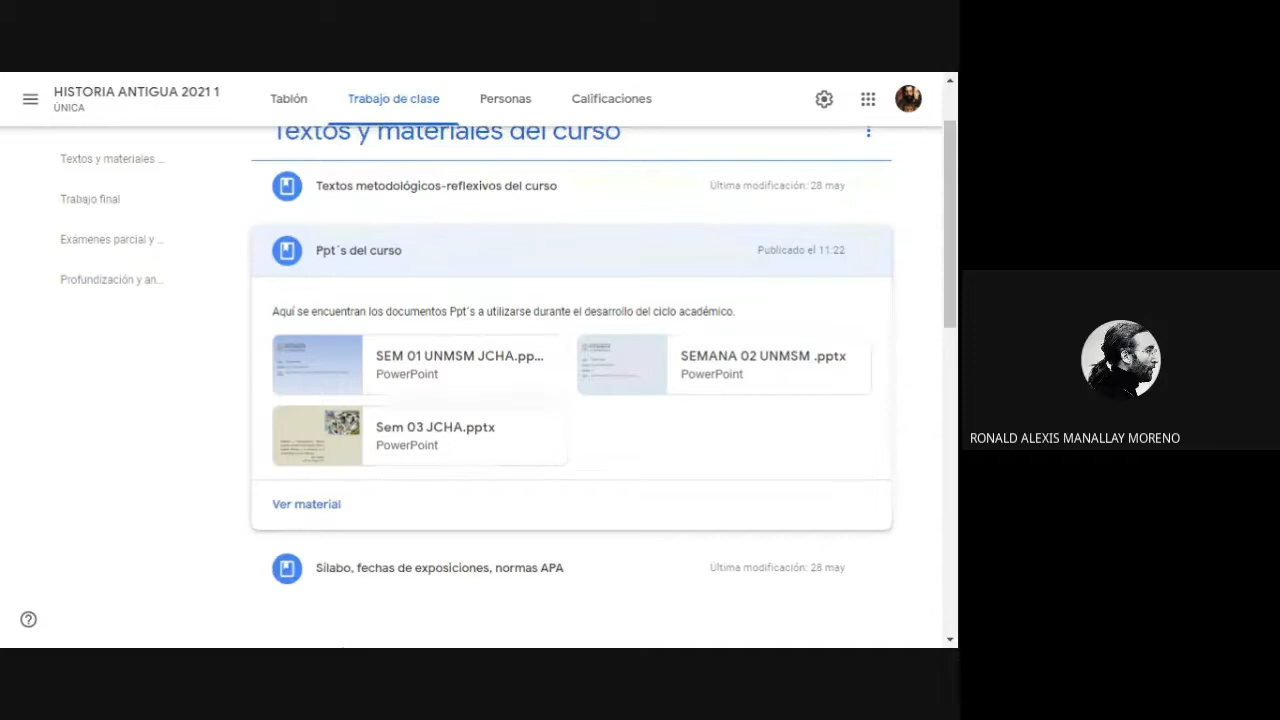 HISTORIA ANTIGUA 2021 1
ÚNICA
Tablón
Trabajo de clase
Personas
Calificaciones
Textos y materiales ...
Trabajo final
Exámenes parcial y ...
Profundización y an...
Textos y materiales del curso
Textos metodológicos-reflexivos del curso
Última modificación: 28 may
Ppt´s del curso
Publicado el 11:22
Aquí se encuentran los documentos Ppt´s a utilizarse durante el desarrollo del ciclo académico.
SEM 01 UNMSM JCHA.pp...
PowerPoint
SEMANA 02 UNMSM .pptx
PowerPoint
Sem 03 JCHA.pptx
PowerPoint
Ver material
Sílabo, fechas de exposiciones, normas APA
Última modificación: 28 may
RONALD ALEXIS MANALLAY MORENO